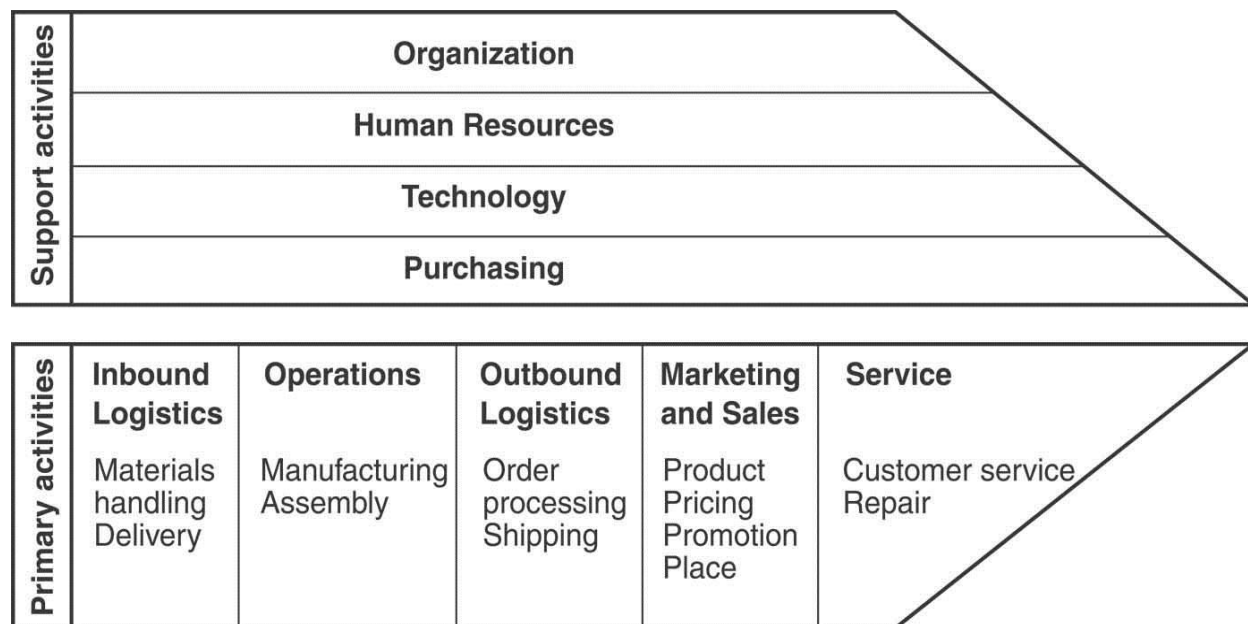 Support activities
Organization
Human Resources
Technology
Purchasing
Primary activities
Inbound
Logistics
Materials
handling
Delivery
Operations
Manufacturing
Assembly
Outbound
Logistics
Order
processing
Shipping
Marketing
and Sales
Product
Pricing
Promotion
Place
Service
Customer service
Repair